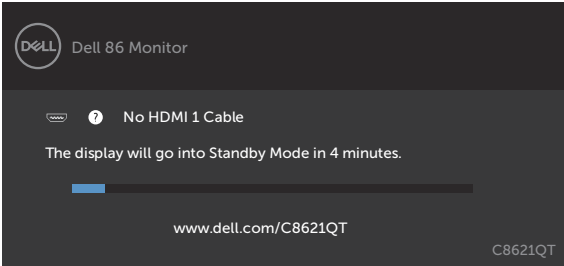 DELL
Dell 86 Monitor
? No HDMI 1 Cable
The display will go into Standby Mode in 4 minutes.
www.dell.com/C8621QT
C8621QT